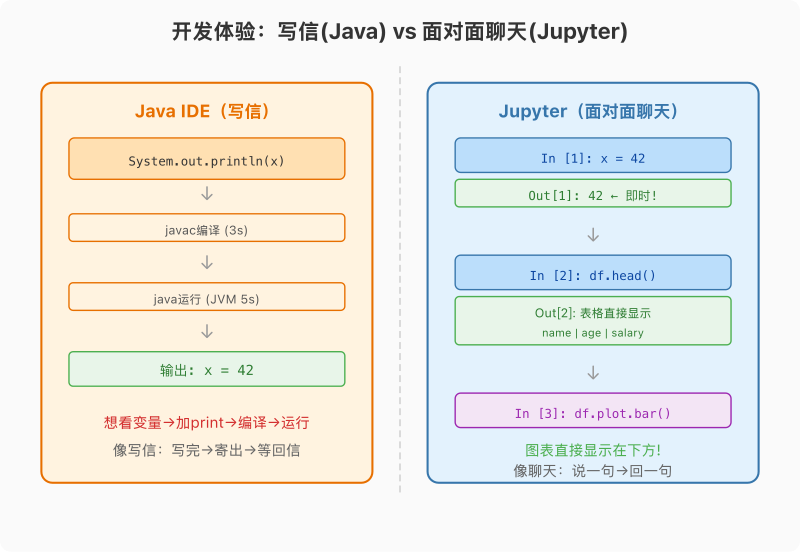 开发体验：写信(Java) vs 面对面聊天(Jupyter)
Java IDE（写信）
System.out.println(x)
↓
javac编译 (3s)
↓
java运行 (JVM 5s)
↓
输出: x = 42
想看变量→加print→编译→运行
像写信：写完→寄出→等回信
Jupyter（面对面聊天）
In [1]: x = 42
Out[1]: 42 ← 即时!
↓
In [2]: df.head()
Out[2]: 表格直接显示
name | age | salary
↓
In [3]: df.plot.bar()
图表直接显示在下方!
像聊天：说一句→回一句